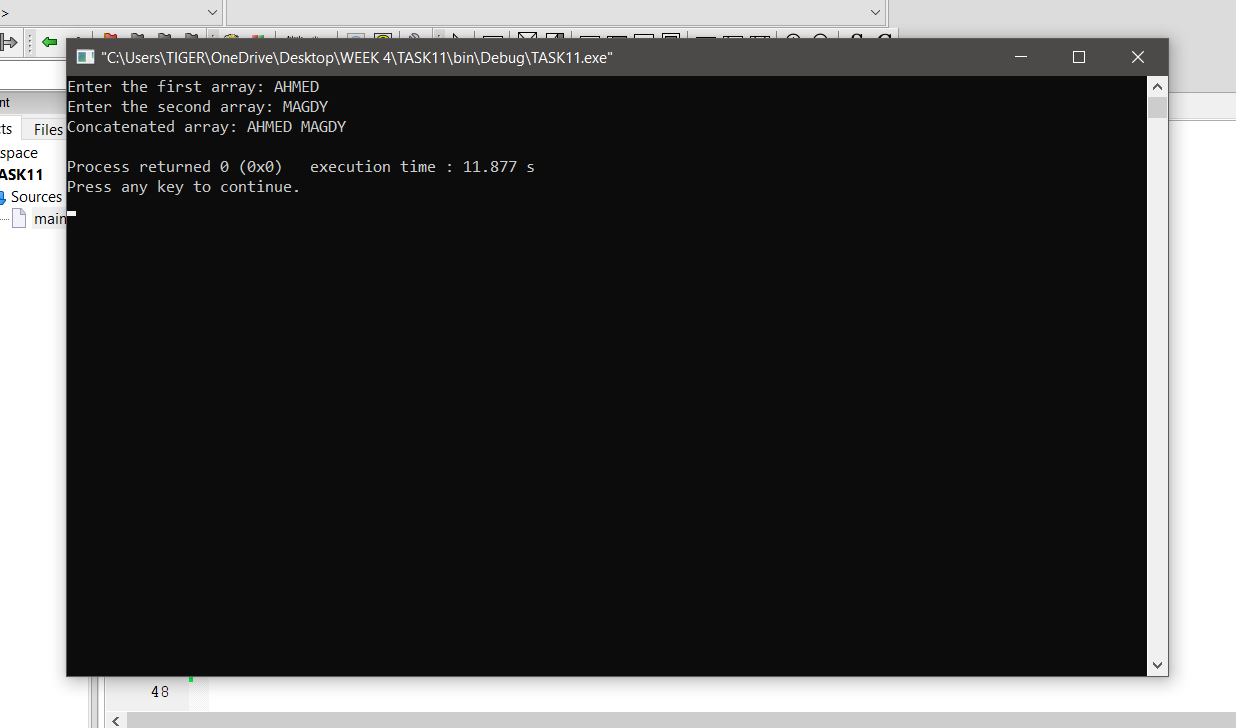 >
"C:\Users\TIGER\OneDrive\Desktop\WEEK 4\TASK11\bin\Debug\TASK11.exe"
Enter the first array: AHMED
Enter the second array: MAGDY
Concatenated array: AHMED MAGDY
Process returned 0 (0x0)   execution time : 11.877 s
Press any key to continue.
nt
ts Files
space
ASK11
Sources
main
48